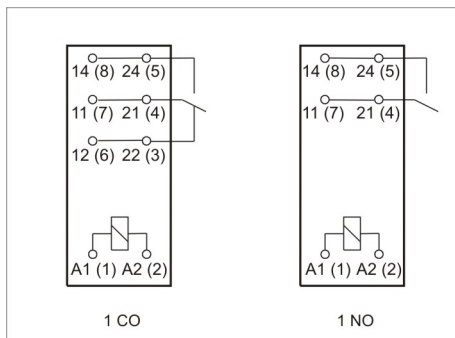 14 (8) 24 (5)
11 (7) 21 (4)
12 (6) 22 (3)
A1 (1) A2 (2)
1 CO
14 (8) 24 (5)
11 (7) 21 (4)
A1 (1) A2 (2)
1 NO